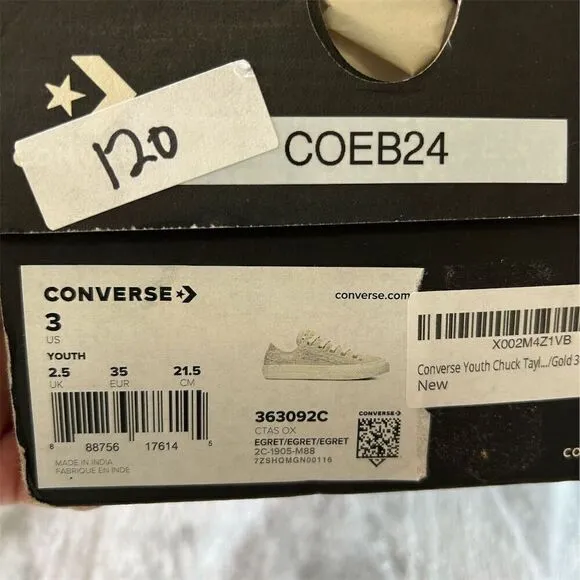 120
COEB24
CONVERSE
converse.com
3
US
YOUTH
2.5 35 21.5
UK EUR CM
8 88756 17614 5
MADE IN INDIA
FABRIQUE EN INDE
363092C
CTAS OX
EGRET/EGRET/EGRET
2C-1905-M88
7ZSHQMGN00116
CONVERSE
X002M4Z1VB
Converse Youth Chuck Tayl.../Gold 3
New
CO